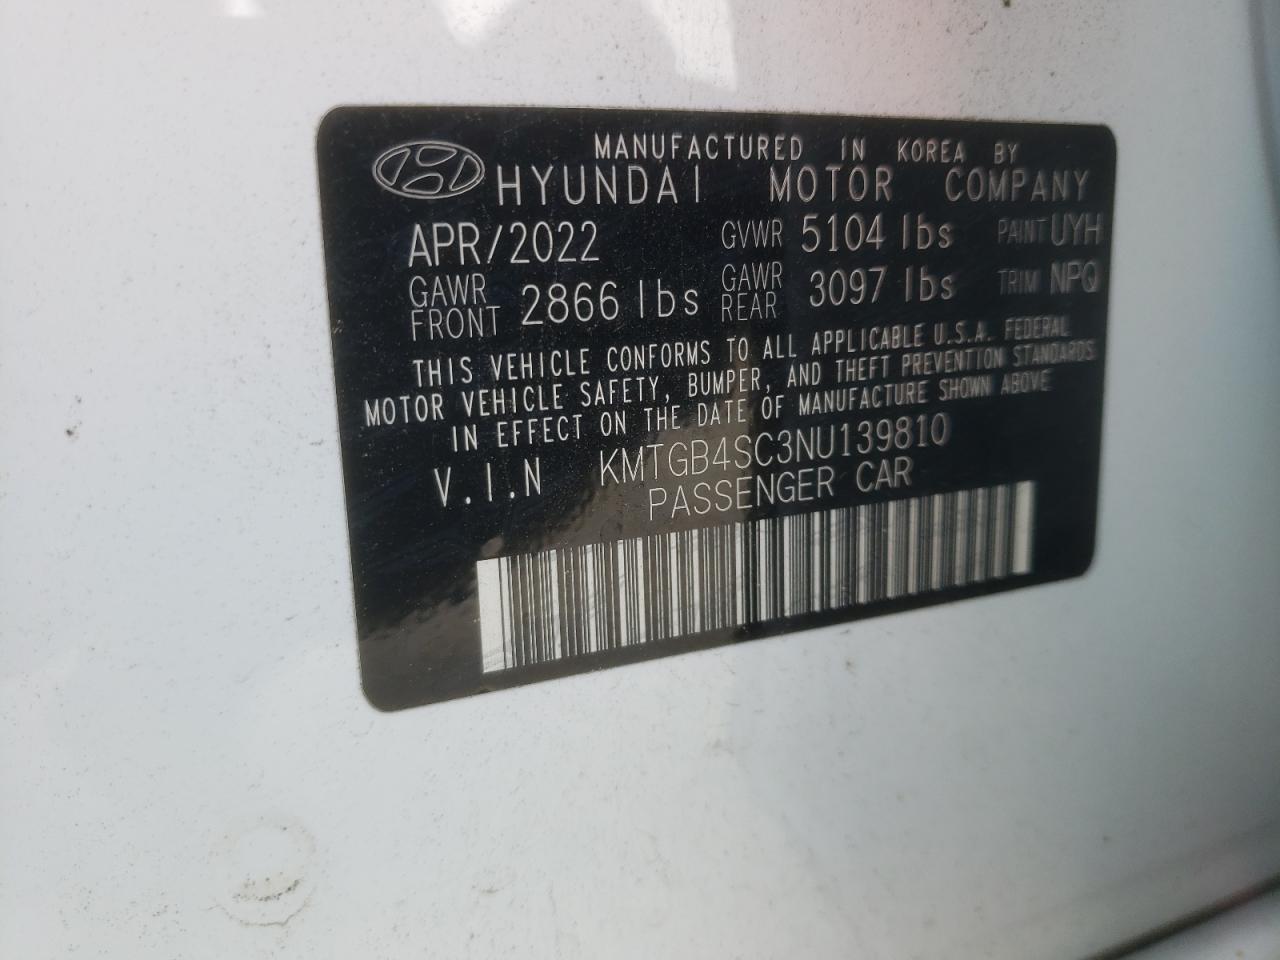 MANUFACTURED IN KOREA BY
HYUNDAI MOTOR COMPANY
APR/2022 GVWR 5104 lbs PAINT UYH
GAWR FRONT 2866 lbs GAWR REAR 3097 lbs TRIM NPQ
THIS VEHICLE CONFORMS TO ALL APPLICABLE U.S.A. FEDERAL
MOTOR VEHICLE SAFETY, BUMPER, AND THEFT PREVENTION STANDARDS
IN EFFECT ON THE DATE OF MANUFACTURE SHOWN ABOVE
V.I.N KMTGB4SC3NU139810
PASSENGER CAR